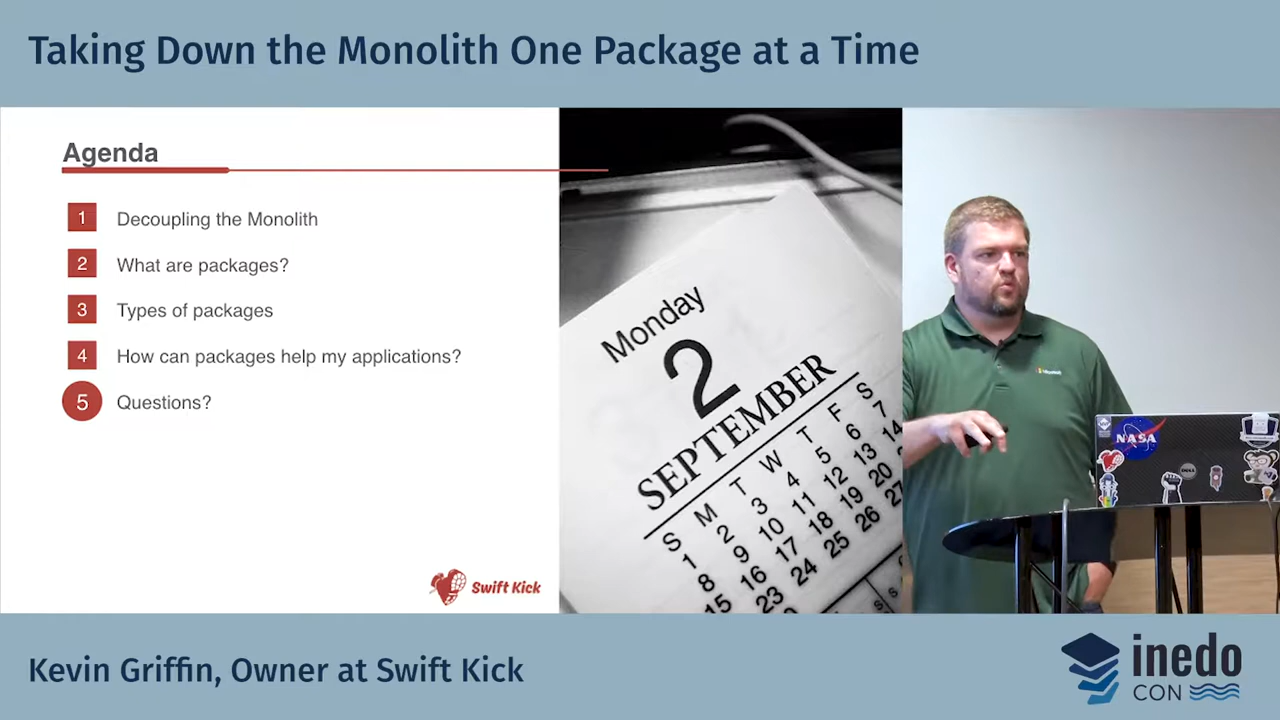 Taking Down the Monolith One Package at a Time
Agenda
1 Decoupling the Monolith
2 What are packages?
3 Types of packages
4 How can packages help my applications?
5 Questions?
Swift Kick
Monday
2
SEPTEMBER
S M T W T F S
1 2 3 4 5 6 7
8 9 10 11 12 13 14
15 16 17 18 19 20
23 24 25 26 27
Microsoft
NASA
DELL
Kevin Griffin, Owner at Swift Kick
inedo
CON